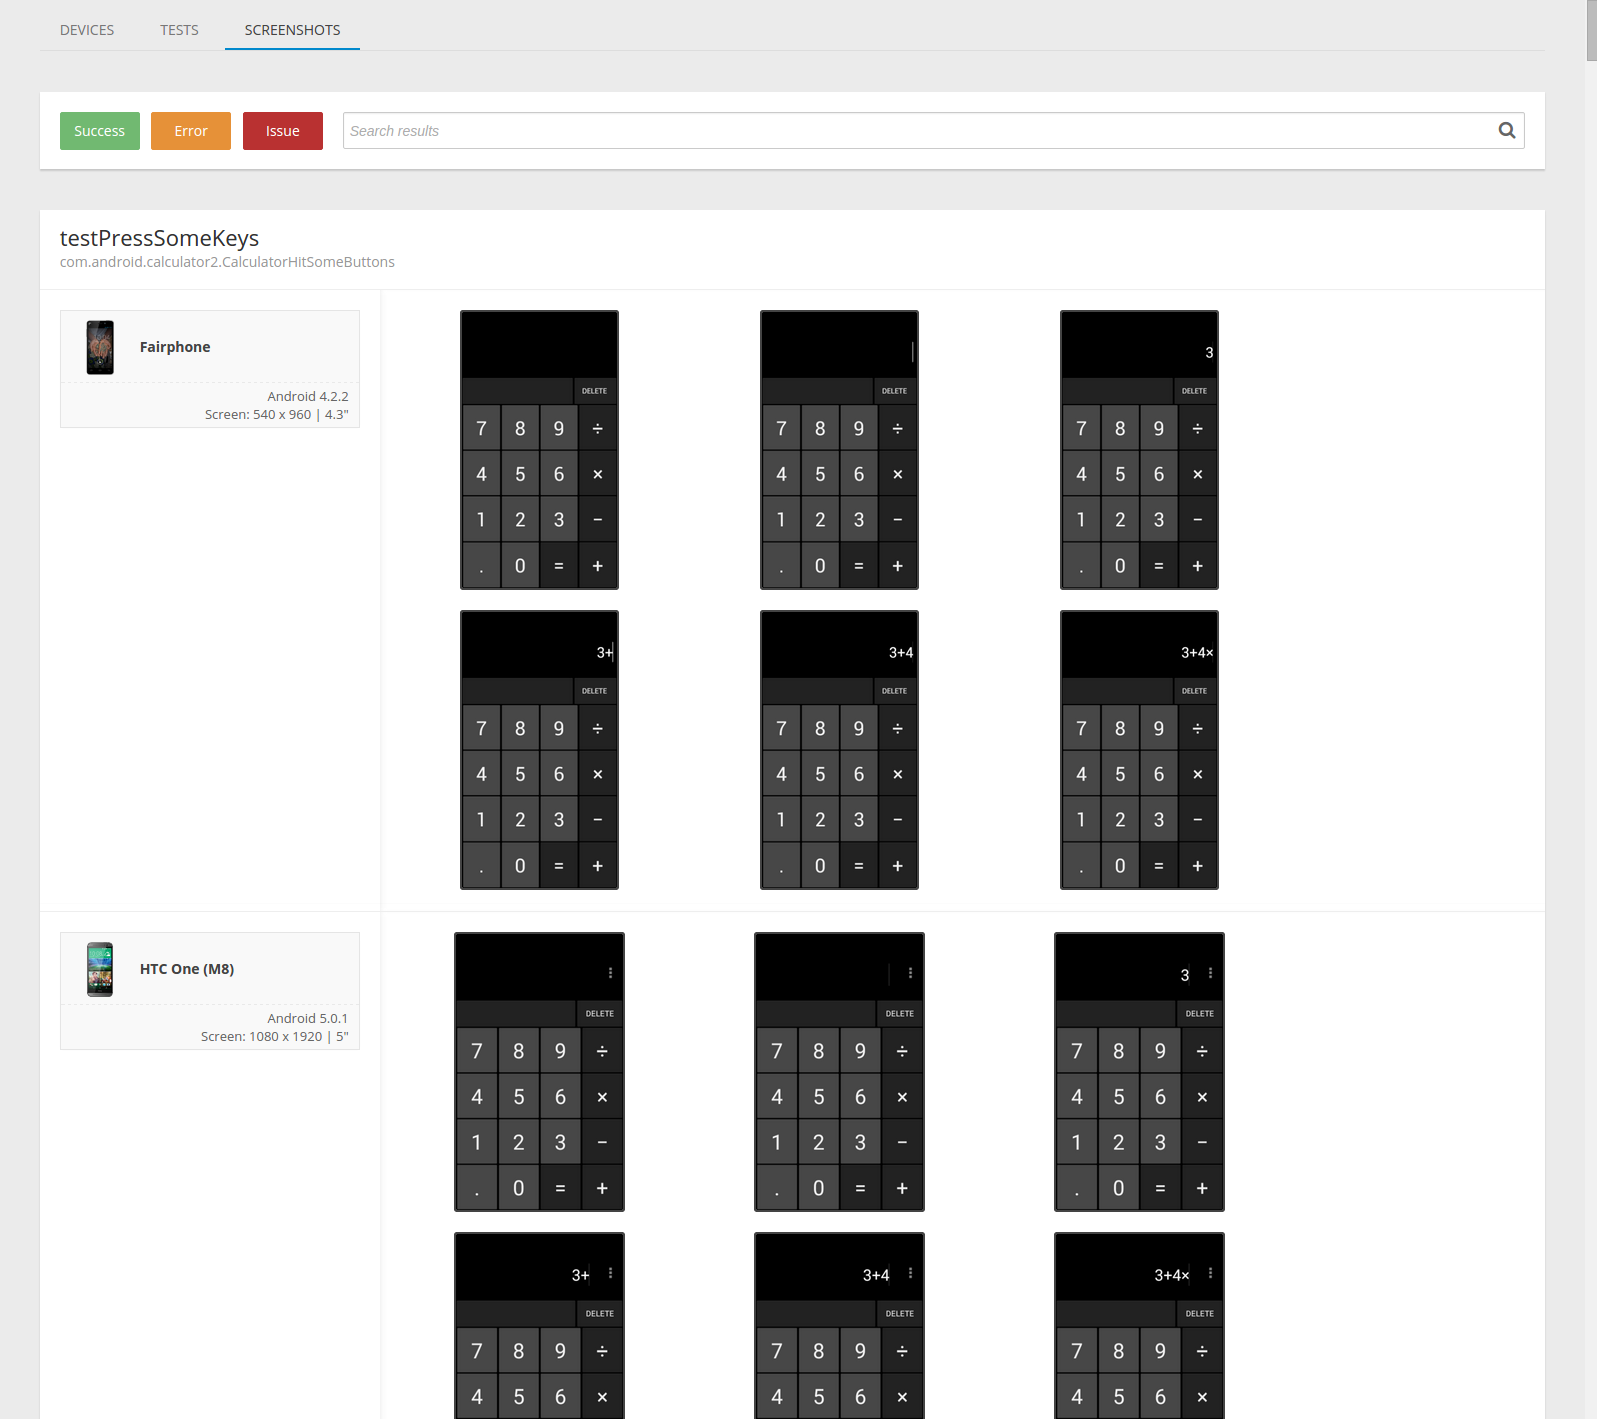 DEVICES TESTS SCREENSHOTS
Success Error Issue Search results
testPressSomeKeys
com.android.calculator2.CalculatorHitSomeButtons
Fairphone
Android 4.2.2
Screen: 540 x 960 | 4.3"
3
DELETE DELETE DELETE
7 8 9 ÷ 7 8 9 ÷ 7 8 9 ÷
4 5 6 × 4 5 6 × 4 5 6 ×
1 2 3 − 1 2 3 − 1 2 3 −
. 0 = + . 0 = + . 0 = +
3+ 3+4 3+4×
DELETE DELETE DELETE
7 8 9 ÷ 7 8 9 ÷ 7 8 9 ÷
4 5 6 × 4 5 6 × 4 5 6 ×
1 2 3 − 1 2 3 − 1 2 3 −
. 0 = + . 0 = + . 0 = +
HTC One (M8)
Android 5.0.1
Screen: 1080 x 1920 | 5"
3
DELETE DELETE DELETE
7 8 9 ÷ 7 8 9 ÷ 7 8 9 ÷
4 5 6 × 4 5 6 × 4 5 6 ×
1 2 3 − 1 2 3 − 1 2 3 −
. 0 = + . 0 = + . 0 = +
3+ 3+4 3+4×
DELETE DELETE DELETE
7 8 9 ÷ 7 8 9 ÷ 7 8 9 ÷
4 5 6 × 4 5 6 × 4 5 6 ×